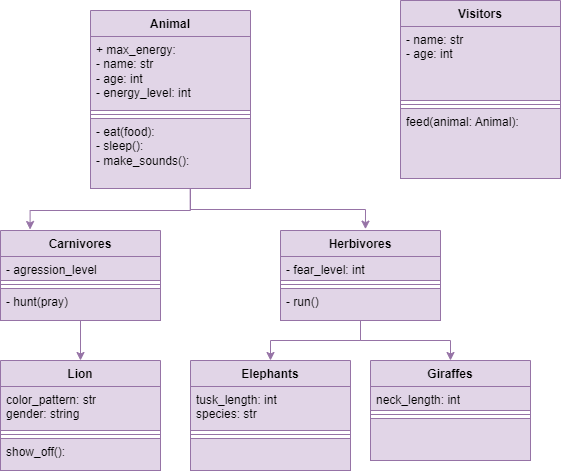 Animal
+ max_energy:
- name: str
- age: int
- energy_level: int
- eat(food):
- sleep():
- make_sounds():
Visitors
- name: str
- age: int
feed(animal: Animal):
Carnivores
- agression_level
- hunt(pray)
Herbivores
- fear_level: int
- run()
Lion
color_pattern: str
gender: string
show_off():
Elephants
tusk_length: int
species: str
Giraffes
neck_length: int